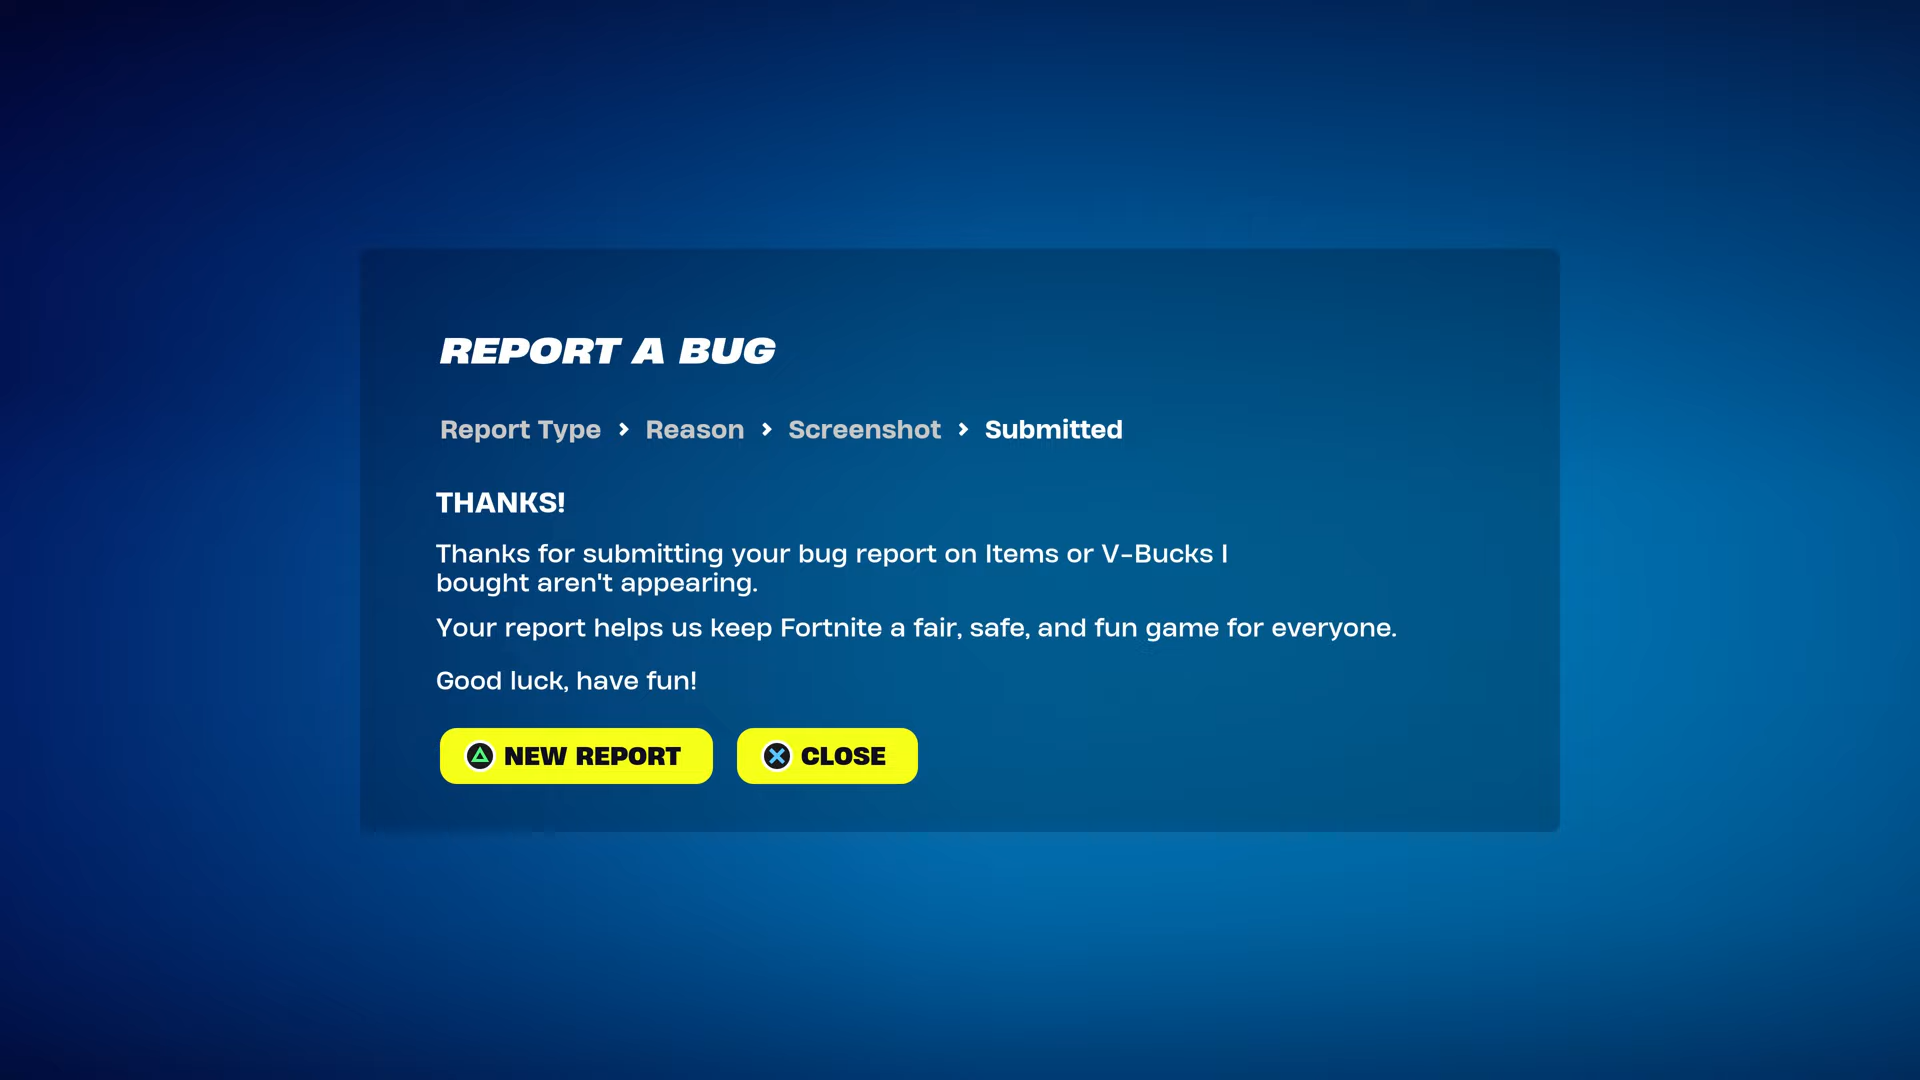 REPORT A BUG
Report Type > Reason > Screenshot > Submitted
THANKS!
Thanks for submitting your bug report on Items or V-Bucks I
bought aren't appearing.
Your report helps us keep Fortnite a fair, safe, and fun game for everyone.
Good luck, have fun!
NEW REPORT CLOSE